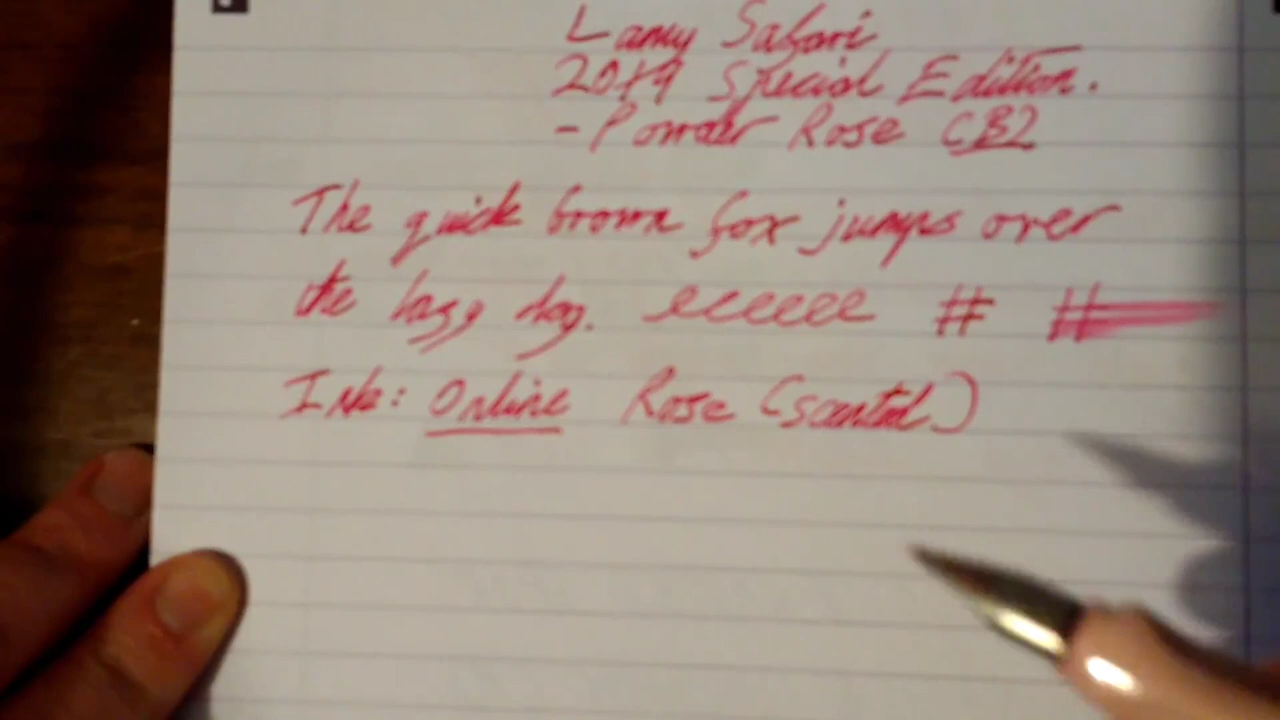 Lamy Safari
2019 Special Edition.
- Powder Rose CB2
The quick brown fox jumps over
the lazy dog. eeeeeee # #
Ink: Online Rose (scented)